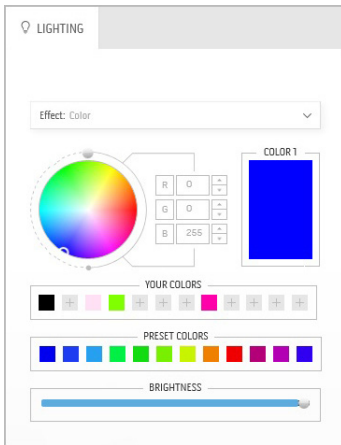 LIGHTING
Effect: Color
COLOR 1
R 0
G 0
B 255
YOUR COLORS
PRESET COLORS
BRIGHTNESS